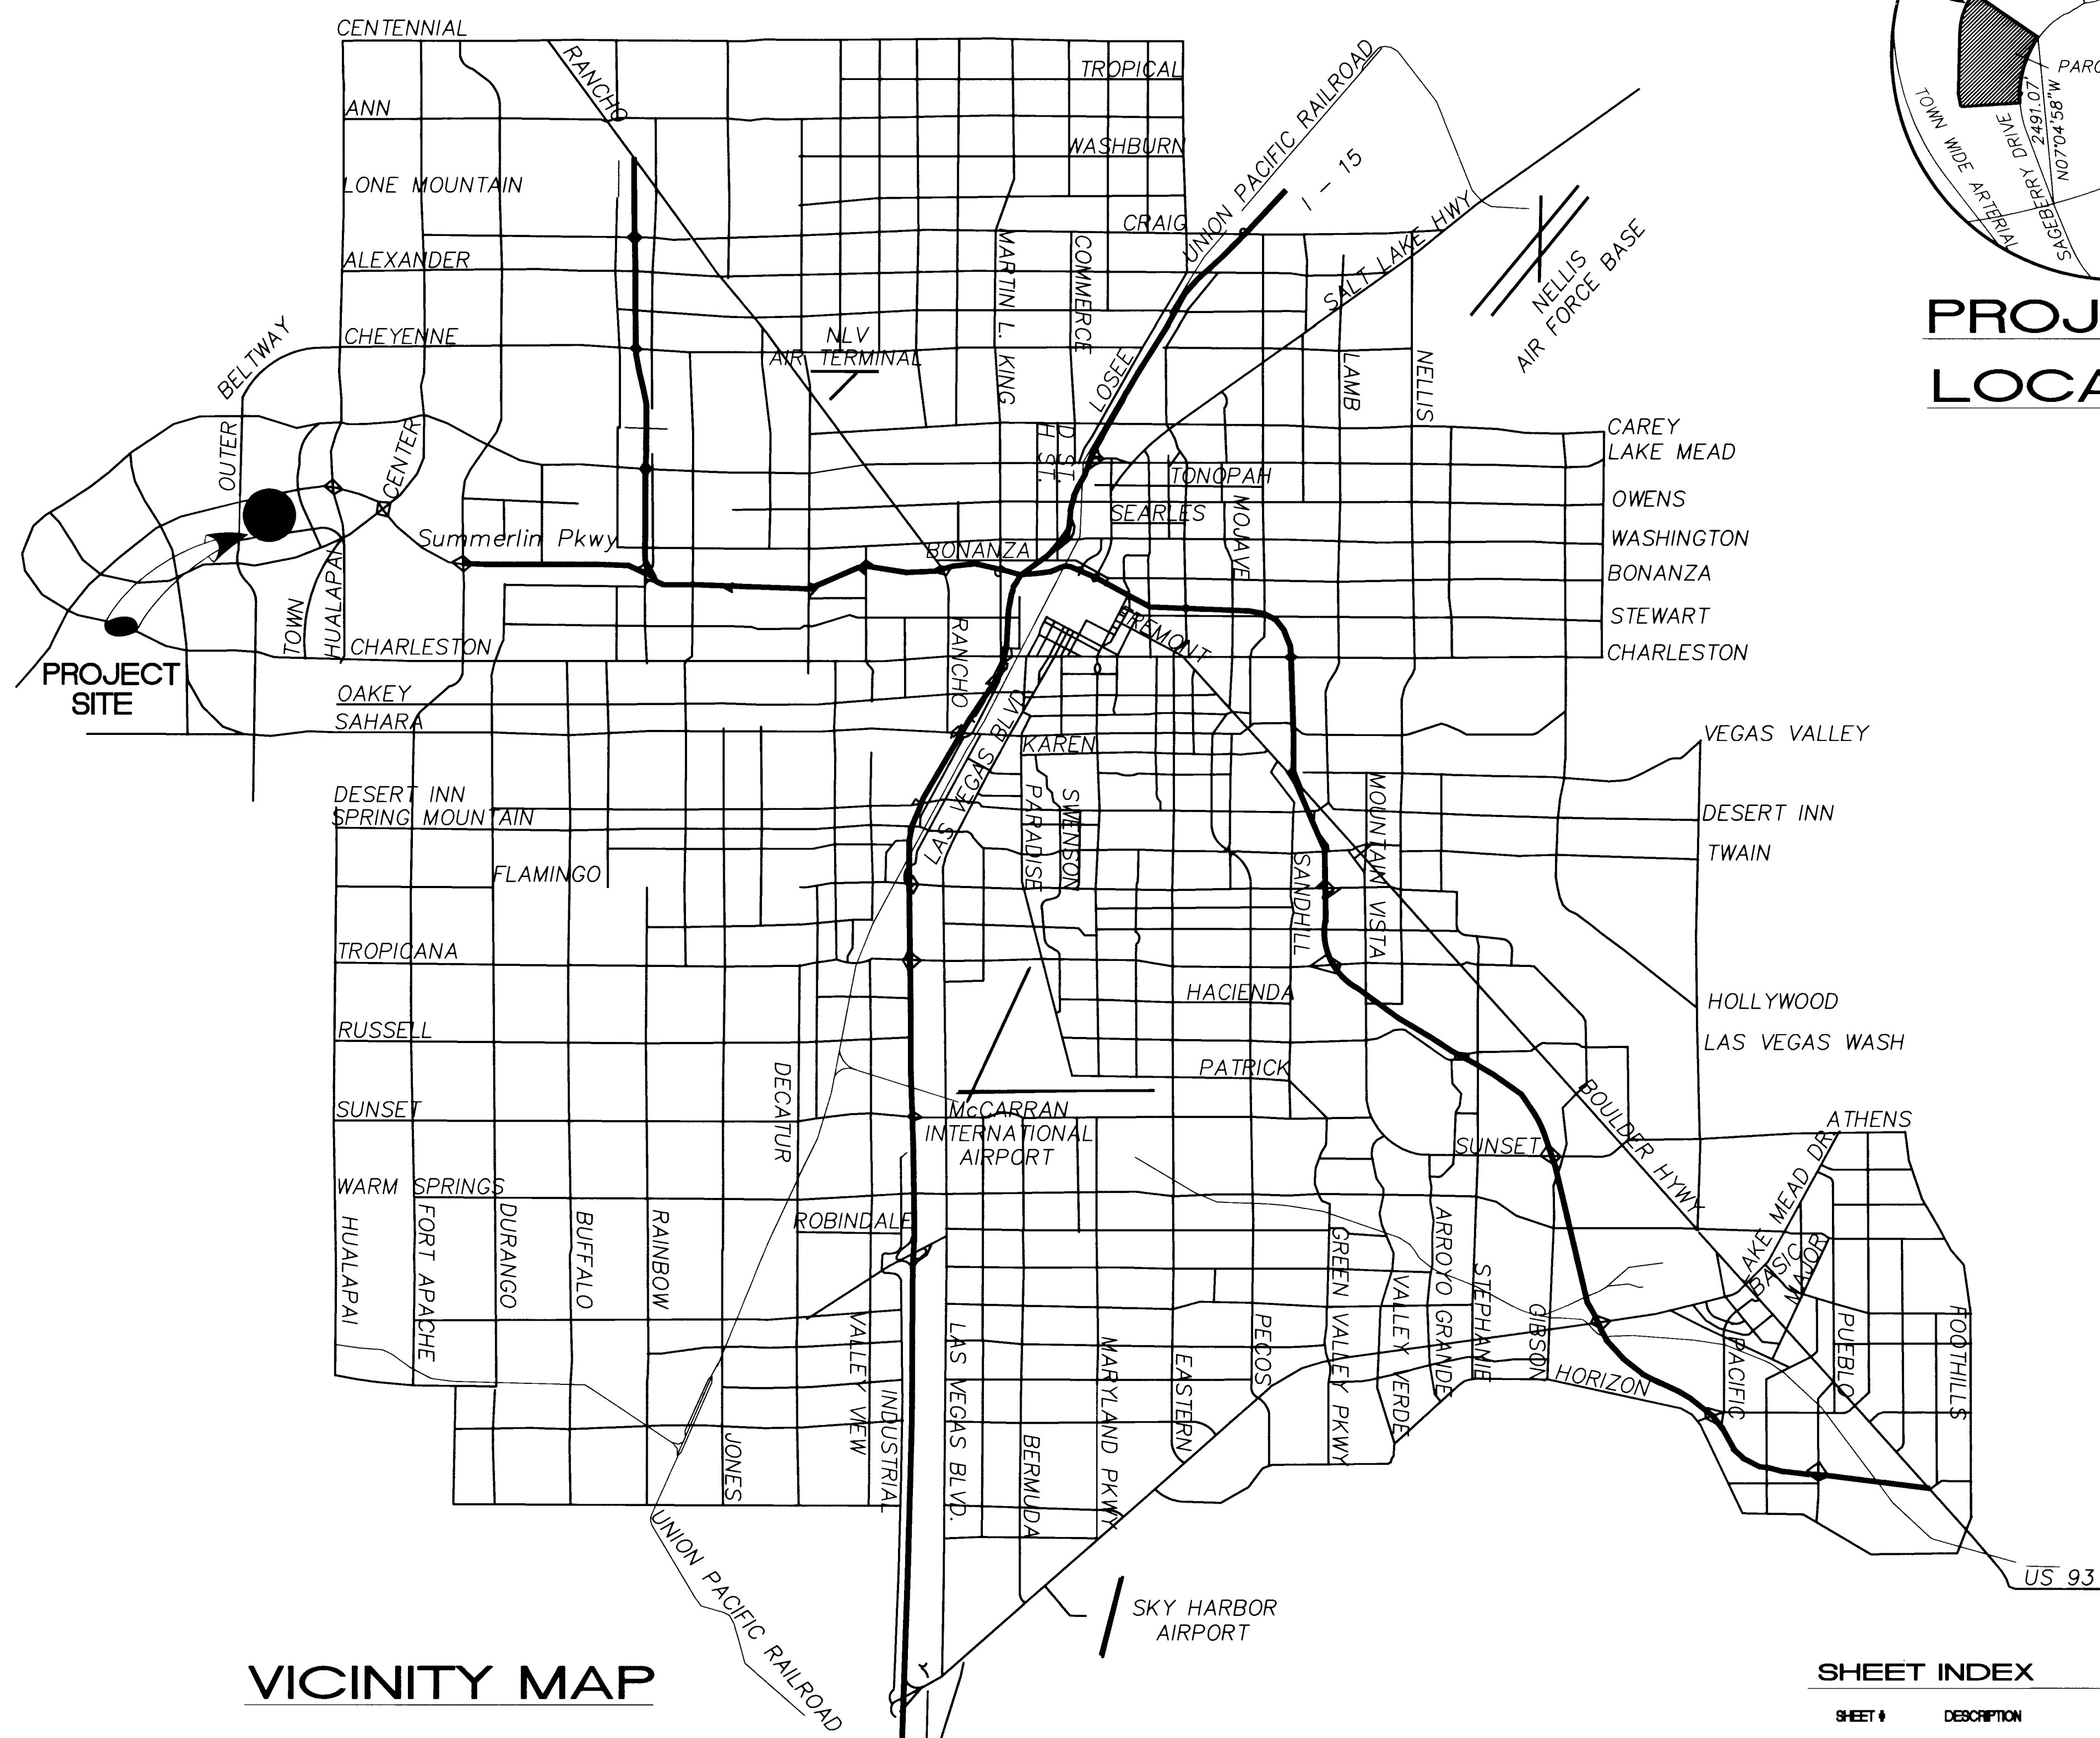 CENTENNIAL
RANCHO
TROPICAL
ANN
WASHBURN
LONE MOUNTAIN
CRAIG
ALEXANDER
MARTIN L. KING
COMMERCE
UNION PACIFIC RAILROAD
I - 15
SALT LAKE HWY
NELLIS
AIR FORCE BASE
CHEYENNE
NLV
AIR TERMINAL
LOSEE
LAMB
NELLIS
OUTER
BELTWAY
CENTER
H ST.
D ST.
CAREY
LAKE MEAD
TONOPAH
OWENS
SEARLES
MOJAVE
WASHINGTON
Summerlin Pkwy
BONANZA
BONANZA
STEWART
FREMONT
TOWN
HUALAPAI
CHARLESTON
RANCHO
CHARLESTON
PROJECT
SITE
OAKEY
SAHARA
LAS VEGAS BLVD
KAREN
VEGAS VALLEY
DESERT INN
SPRING MOUNTAIN
PARADISE
SWENSON
MOUNTAIN VISTA
DESERT INN
TWAIN
FLAMINGO
SANDHILL
TROPICANA
HACIENDA
HOLLYWOOD
RUSSELL
LAS VEGAS WASH
DECATUR
PATRICK
BOULDER HYWY
SUNSET
McCARRAN
INTERNATIONAL
AIRPORT
SUNSET
ATHENS
LAKE MEAD DR
WARM SPRINGS
ROBINDALE
BASIC
MAJOR
HUALAPAI
FORT APACHE
DURANGO
BUFFALO
RAINBOW
JONES
VALLEY VIEW
INDUSTRIAL
LAS VEGAS BLVD.
BERMUDA
MARYLAND PKWY
EASTERN
PECOS
GREEN VALLEY PKWY
VALLEY VERDE
ARROYO GRANDE
STEPHANIE
GIBSON
HORIZON
PACIFIC
PUEBLO
FOOTHILLS
UNION PACIFIC RAILROAD
SKY HARBOR
AIRPORT
US 93
VICINITY MAP
PARC
TOWN WIDE ARTERIAL
SAGEBERRY DRIVE
2491.07'
N07°04'58"W
PROJ
LOCA
SHEET INDEX
SHEET #
DESCRIPTION